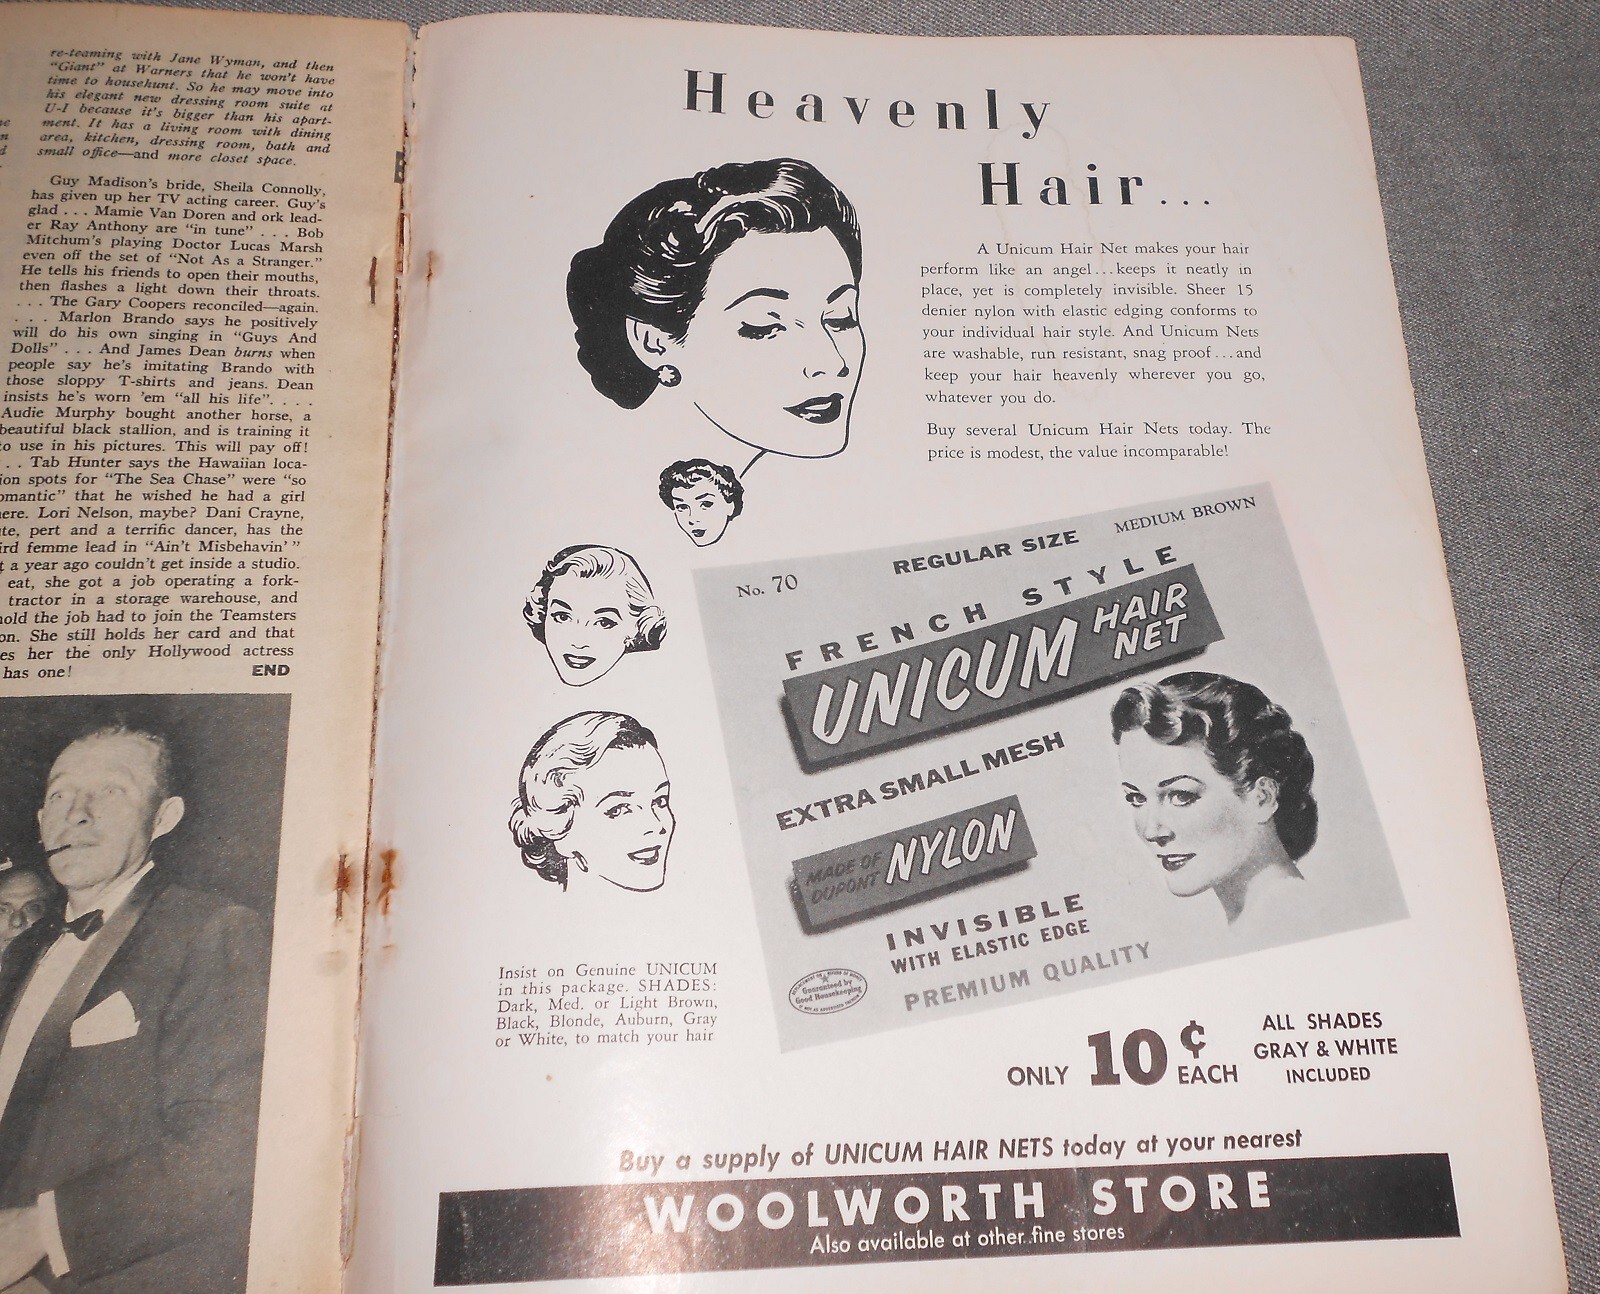 re-teaming with Jane Wyman, and then
"Giant" at Warners that he won't have
time to househunt. So he may move into
his elegant new dressing room suite at
U-I because it's bigger than his apart-
ment. It has a living room with dining
area, kitchen, dressing room, bath and
small office—and more closet space.
Guy Madison's bride, Sheila Connolly,
has given up her TV acting career. Guy's
glad . . . Mamie Van Doren and ork lead-
er Ray Anthony are "in tune" . . . Bob
Mitchum's playing Doctor Lucas Marsh
even off the set of "Not As a Stranger."
He tells his friends to open their mouths,
then flashes a light down their throats.
. . . The Gary Coopers reconciled—again.
. . . Marlon Brando says he positively
will do his own singing in "Guys And
Dolls" . . . And James Dean burns when
people say he's imitating Brando with
those sloppy T-shirts and jeans. Dean
insists he's worn 'em "all his life". . . .
Audie Murphy bought another horse, a
beautiful black stallion, and is training it
to use in his pictures. This will pay off!
. . Tab Hunter says the Hawaiian loca-
ion spots for "The Sea Chase" were "so
omantic" that he wished he had a girl
ere. Lori Nelson, maybe? Dani Crayne,
te, pert and a terrific dancer, has the
ird femme lead in "Ain't Misbehavin' "
t a year ago couldn't get inside a studio.
eat, she got a job operating a fork-
tractor in a storage warehouse, and
hold the job had to join the Teamsters
on. She still holds her card and that
es her the only Hollywood actress
has one! END
Heavenly
Hair...
A Unicum Hair Net makes your hair
perform like an angel...keeps it neatly in
place, yet is completely invisible. Sheer 15
denier nylon with elastic edging conforms to
your individual hair style. And Unicum Nets
are washable, run resistant, snag proof...and
keep your hair heavenly wherever you go,
whatever you do.
Buy several Unicum Hair Nets today. The
price is modest, the value incomparable!
No. 70
REGULAR SIZE
MEDIUM BROWN
FRENCH STYLE
UNICUM HAIR
NET
EXTRA SMALL MESH
MADE OF
DUPONT NYLON
INVISIBLE
WITH ELASTIC EDGE
PREMIUM QUALITY
Guaranteed by
Good Housekeeping
Insist on Genuine UNICUM
in this package. SHADES:
Dark, Med. or Light Brown,
Black, Blonde, Auburn, Gray
or White, to match your hair
ONLY 10¢ EACH
ALL SHADES
GRAY & WHITE
INCLUDED
Buy a supply of UNICUM HAIR NETS today at your nearest
WOOLWORTH STORE
Also available at other fine stores